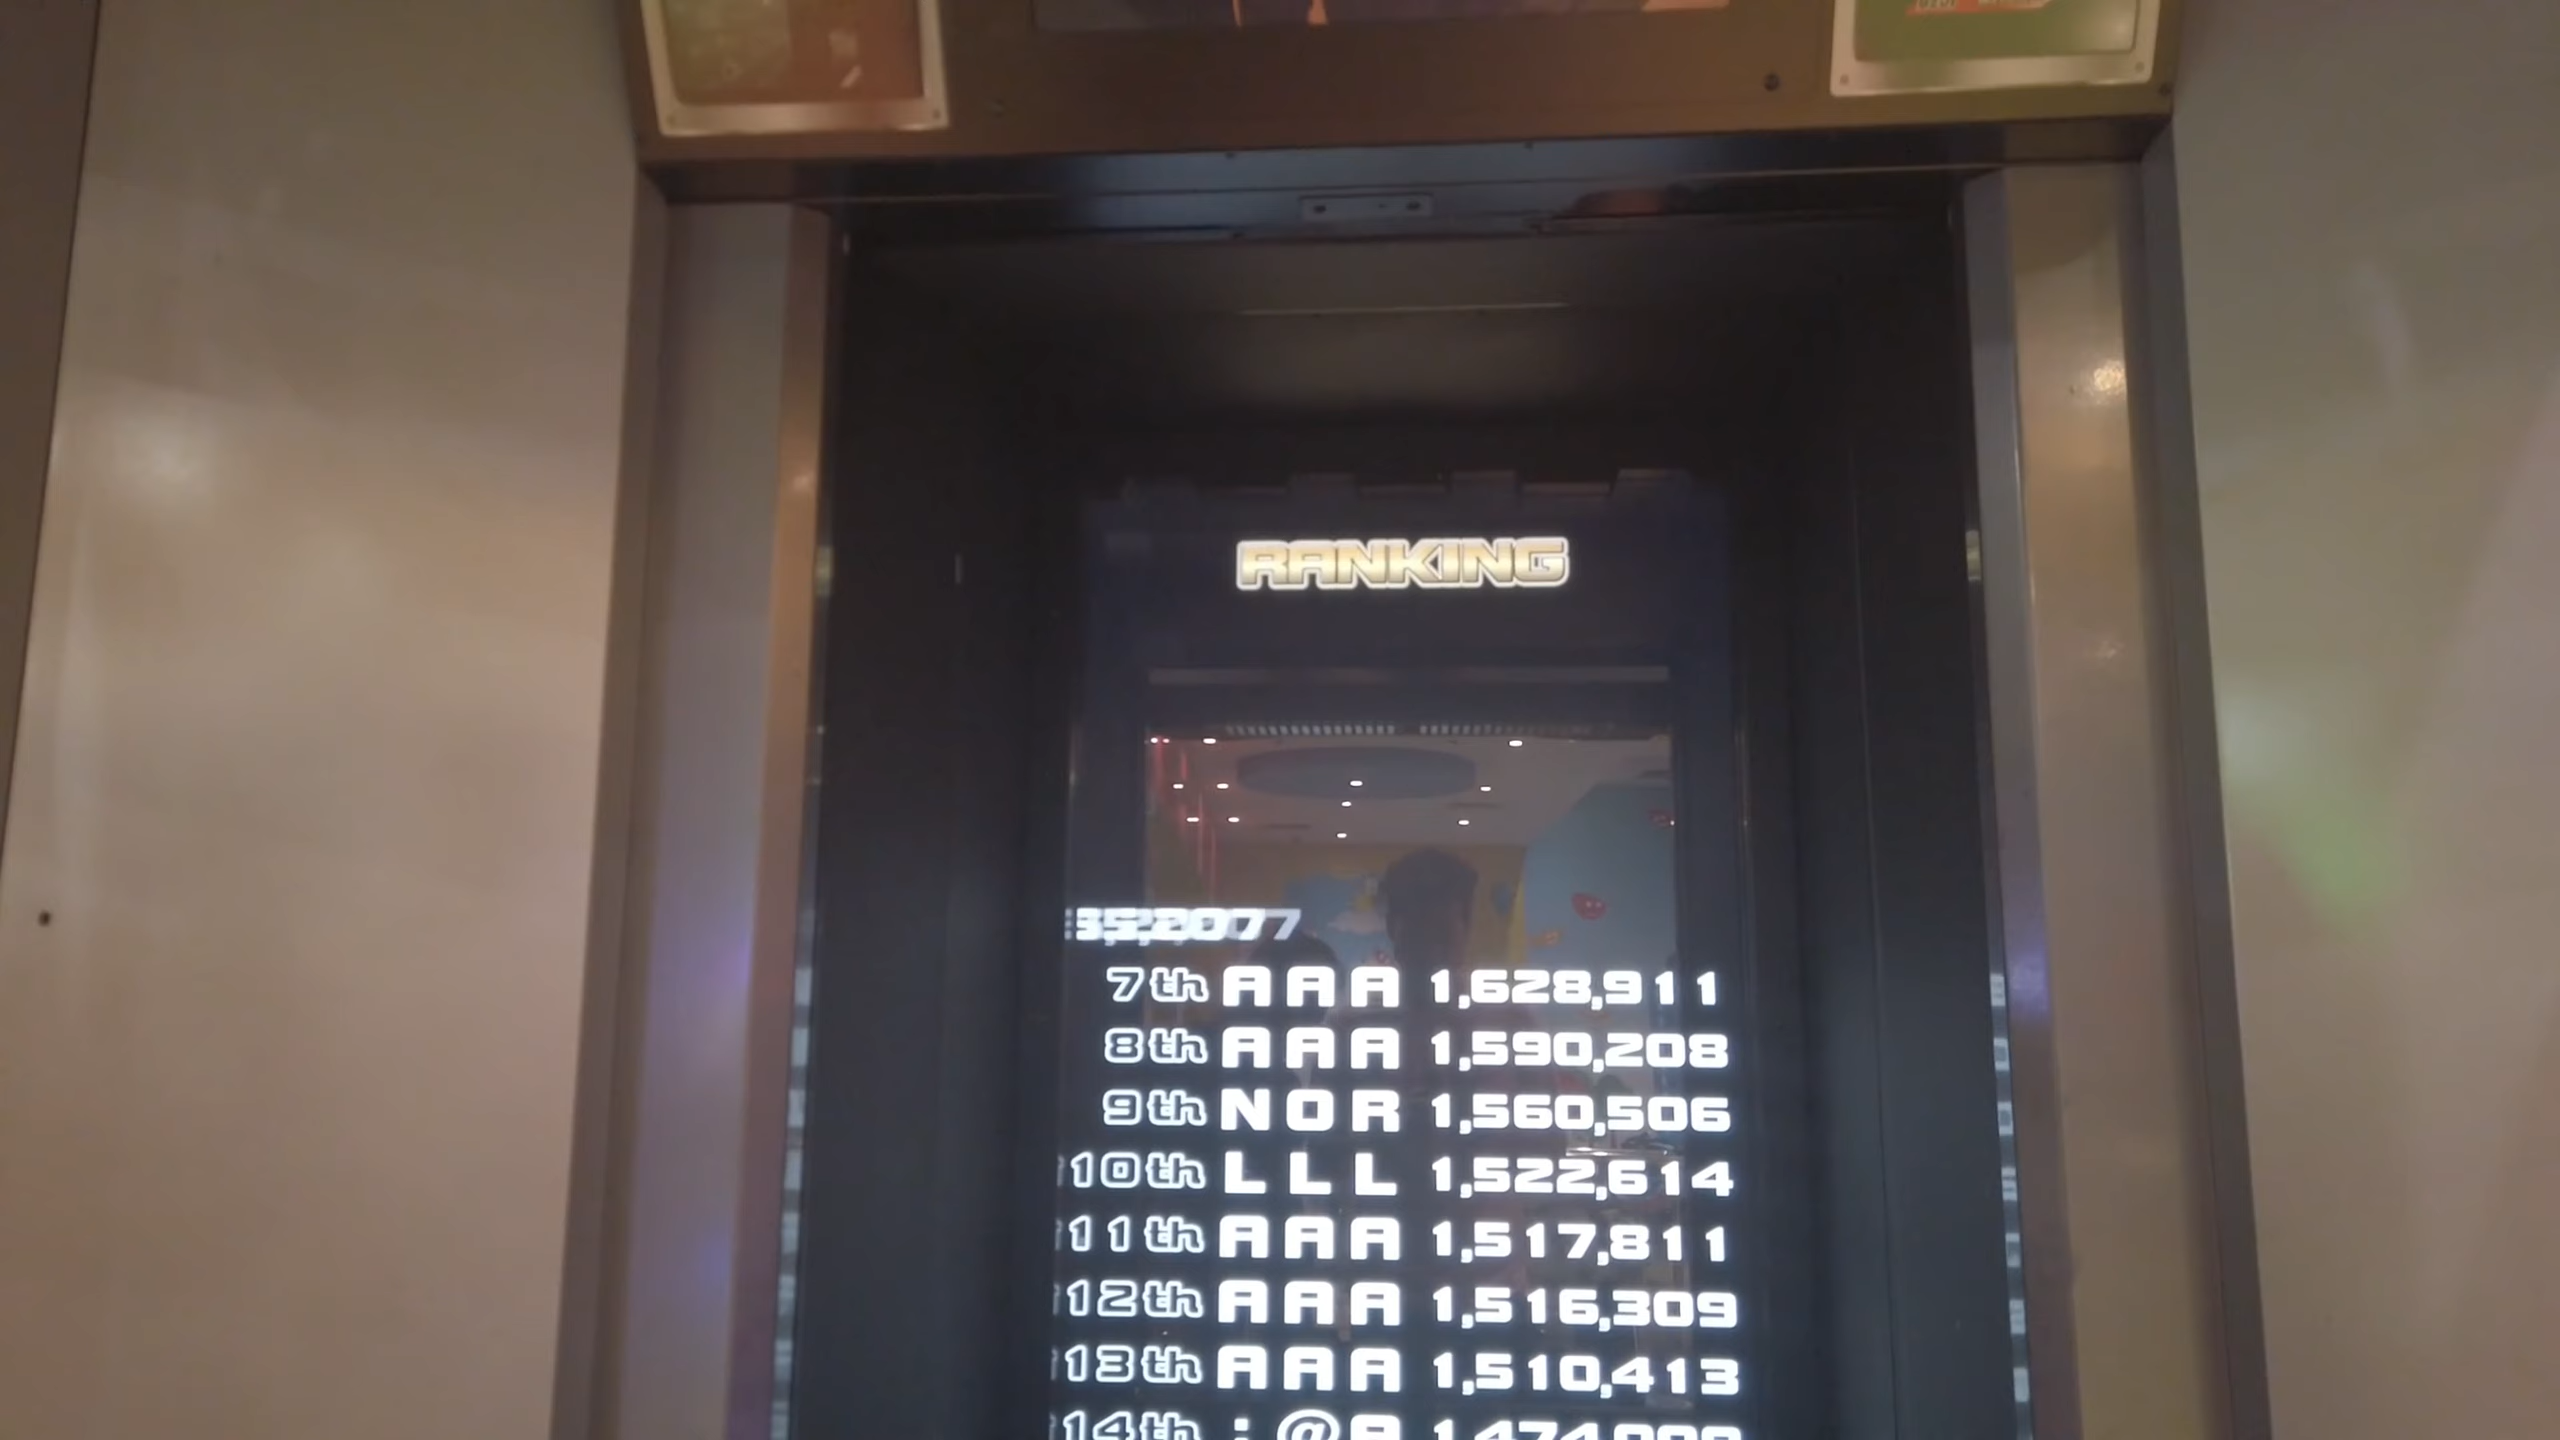 RANKING
7th AAA 1,628,911
8th AAA 1,590,208
9th NOR 1,560,506
10th LLL 1,522,614
11th AAA 1,517,811
12th AAA 1,516,309
13th AAA 1,510,413
14th : @A